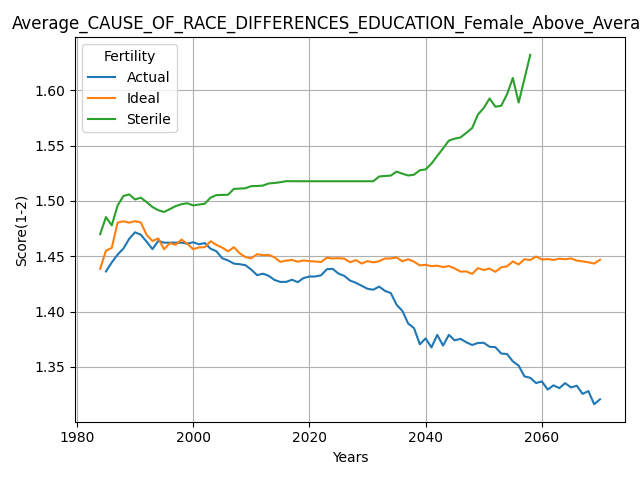 Average_CAUSE_OF_RACE_DIFFERENCES_EDUCATION_Female_Above_Avera
Fertility
Actual
Ideal
Sterile
Score(1-2)
1.60
1.55
1.50
1.45
1.40
1.35
1980
2000
2020
2040
2060
Years